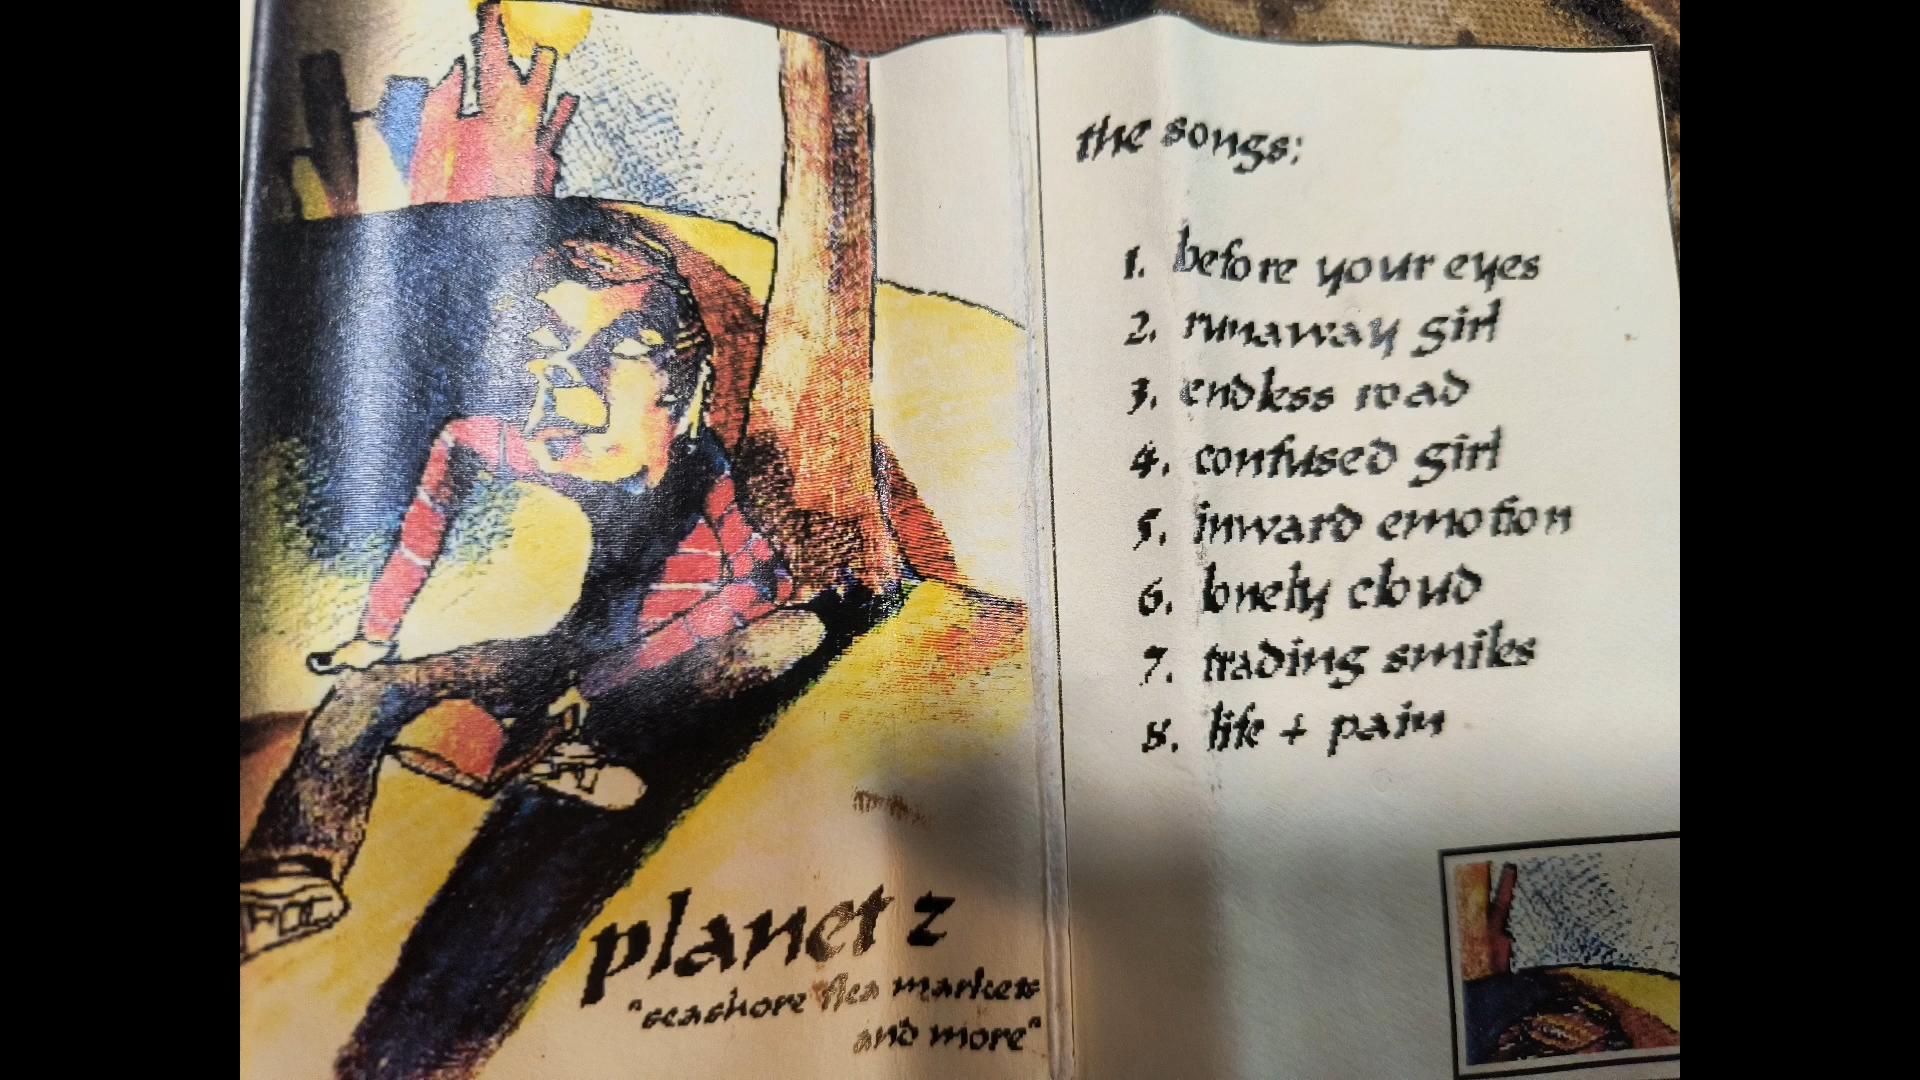 planet z
"seashore flea markets
and more"
the songs:
1. before your eyes
2. runaway girl
3. endless road
4. confused girl
5. inward emotion
6. lonely cloud
7. trading smiles
8. life + pain